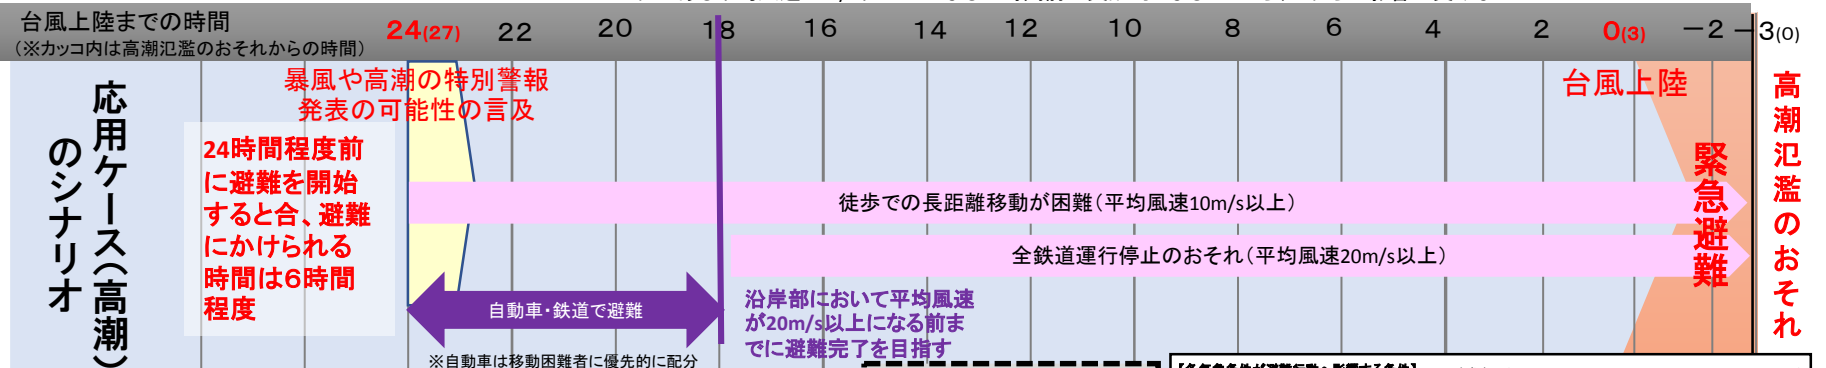 台風上陸までの時間
(※カッコ内は高潮氾濫のおそれからの時間)
24(27) 22 20 18 16 14 12 10 8 6 4 2 0(3) －2 －3(0)
応用ケース(高潮)
のシナリオ
暴風や高潮の特別警報
発表の可能性の言及
24時間程度前
に避難を開始
すると合、避難
にかけられる
時間は6時間
程度
台風上陸
緊急避難
高潮氾濫のおそれ
徒歩での長距離移動が困難(平均風速10m/s以上)
全鉄道運行停止のおそれ(平均風速20m/s以上)
自動車・鉄道で避難
※自動車は移動困難者に優先的に配分
沿岸部において平均風速
が20m/s以上になる前ま
でに避難完了を目指す